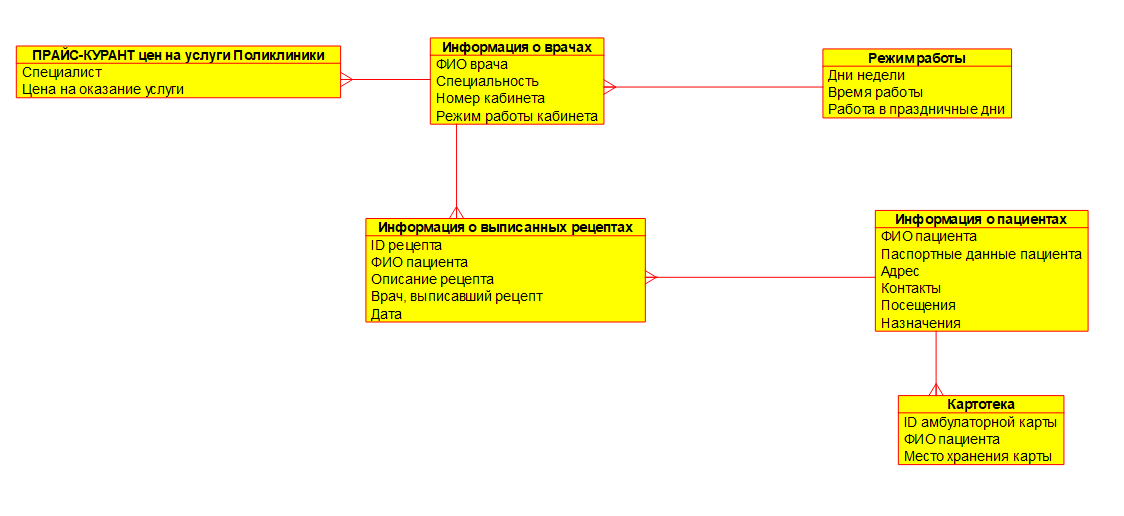 ПРАЙС-КУРАНТ цен на услуги Поликлиники
Специалист
Цена на оказание услуги
Информация о врачах
ФИО врача
Специальность
Номер кабинета
Режим работы кабинета
Режим работы
Дни недели
Время работы
Работа в праздничные дни
Информация о выписанных рецептах
ID рецепта
ФИО пациента
Описание рецепта
Врач, выписавший рецепт
Дата
Информация о пациентах
ФИО пациента
Паспортные данные пациента
Адрес
Контакты
Посещения
Назначения
Картотека
ID амбулаторной карты
ФИО пациента
Место хранения карты